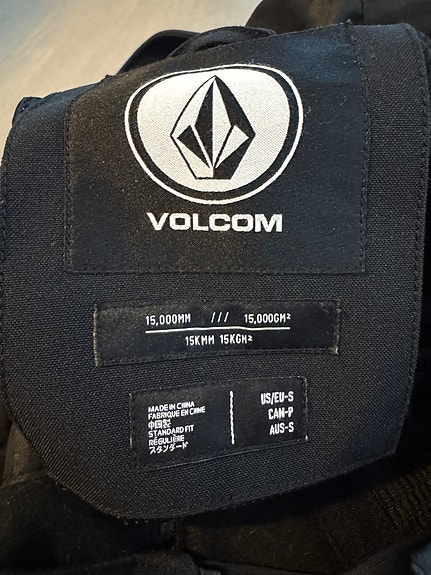 VOLCOM
15,000MM /// 15,000GM²
15KMM 15KGM²
MADE IN CHINA
FABRIQUÉ EN CHINE
中国製
STANDARD FIT
RÉGULIÈRE
スタンダード
US/EU-S
CAN-P
AUS-S